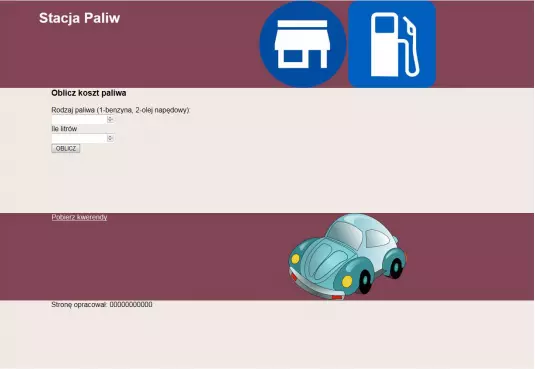 Stacja Paliw
Oblicz koszt paliwa
Rodzaj paliwa (1-benzyna, 2-olej napędowy):
Ile litrów
OBLICZ
Pobierz kwerendy
Stronę opracował: 00000000000